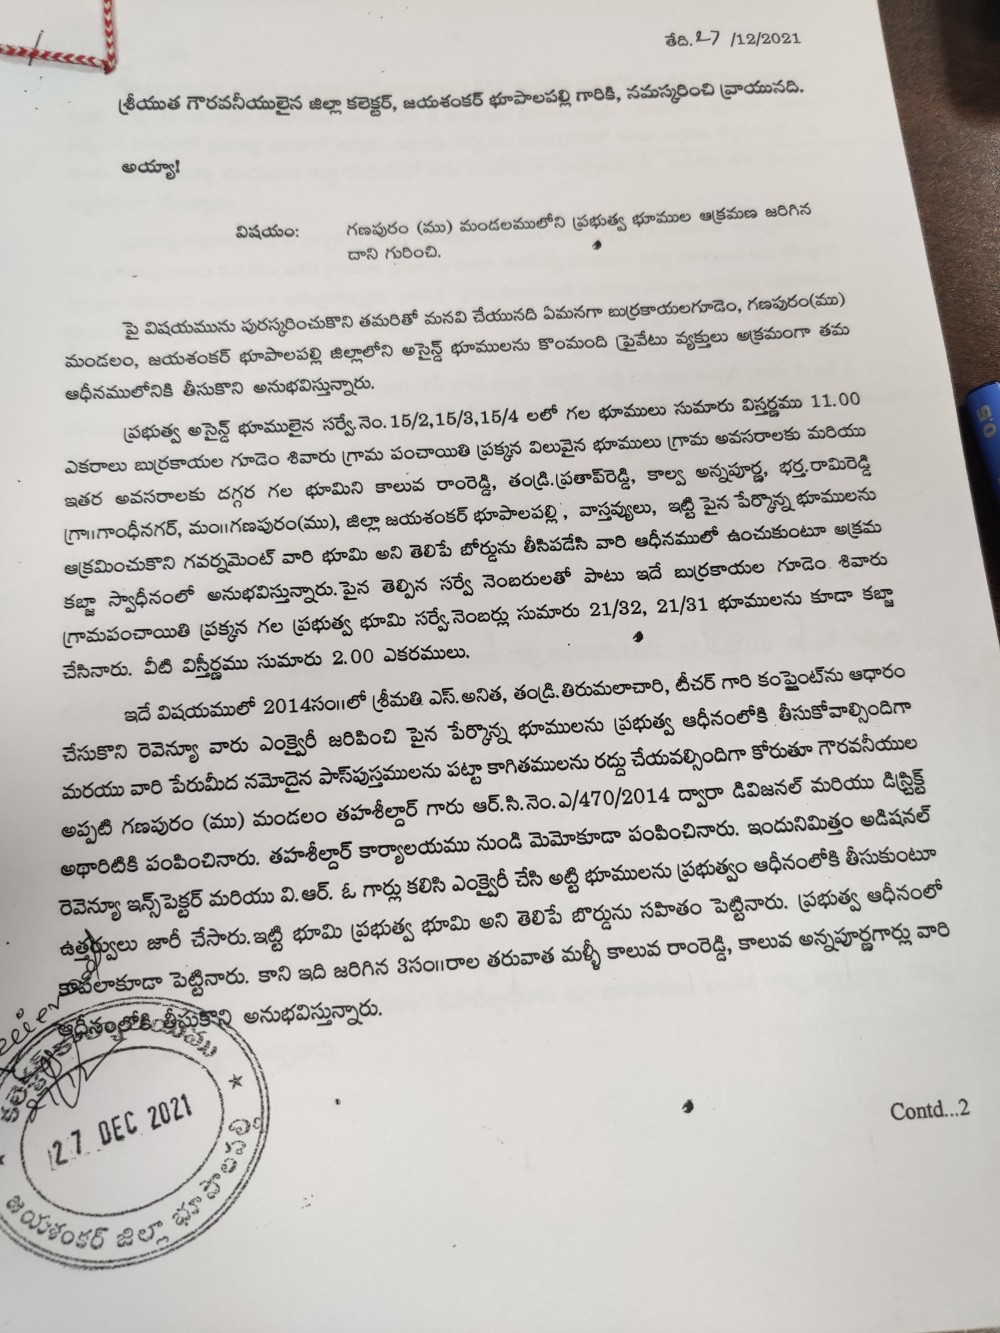 తేది.27 /12/2021
శ్రీయుత గౌరవనీయులైన జిల్లా కలెక్టర్, జయశంకర్ భూపాలపల్లి గారికి, నమస్కరించి వ్రాయునది.
అయ్యా!
విషయం: గణపురం (ము) మండలములోని ప్రభుత్వ భూముల ఆక్రమణ జరిగిన
దాని గురించి.
పై విషయమును పురస్కరించుకొని తమరితో మనవి చేయునది ఏమనగా బుర్రకాయలగూడెం, గణపురం(ము)
మండలం, జయశంకర్ భూపాలపల్లి జిల్లాలోని అసైన్డ్ భూములను కొంమంది ప్రైవేటు వ్యక్తులు అక్రమంగా తమ
ఆధీనములోనికి తీసుకొని అనుభవిస్తున్నారు.
ప్రభుత్వ అసైన్డ్ భూములైన సర్వే.నెం.15/2,15/3,15/4 లలో గల భూములు సుమారు విస్తర్ణము 11.00
ఎకరాలు బుర్రకాయల గూడెం శివారు గ్రామ పంచాయితి ప్రక్కన విలువైన భూములు గ్రామ అవసరాలకు మరియు
ఇతర అవసరాలకు దగ్గర గల భూమిని కాలువ రాంరెడ్డి, తండ్రి.ప్రతాప్‌రెడ్డి, కాల్వ అన్నపూర్ణ, భర్త.రామిరెడ్డి
గ్రా॥గాంధీనగర్, మం॥గణపురం(ము), జిల్లా జయశంకర్ భూపాలపల్లి, వాస్తవ్యులు, ఇట్టి పైన పేర్కొన్న భూములను
ఆక్రమించుకొని గవర్నమెంట్ వారి భూమి అని తెలిపే బోర్డును తీసిపడేసి వారి ఆధీనములో ఉంచుకుంటూ అక్రమ
కబ్జా స్వాధీనంలో అనుభవిస్తున్నారు.పైన తెల్పిన సర్వే నెంబరులతో పాటు ఇదే బుర్రకాయల గూడెం శివారు
గ్రామపంచాయితి ప్రక్కన గల ప్రభుత్వ భూమి సర్వే.నెంబర్లు సుమారు 21/32, 21/31 భూములను కూడా కబ్జా
చేసినారు. వీటి విస్తీర్ణము సుమారు 2.00 ఎకరములు.
ఇదే విషయములో 2014సం॥లో శ్రీమతి ఎస్.అనిత, తండ్రి.తిరుమలాచారి, టీచర్ గారి కంప్లైంట్‌ను ఆధారం
చేసుకొని రెవెన్యూ వారు ఎంక్వైరీ జరిపించి పైన పేర్కొన్న భూములను ప్రభుత్వ ఆధీనంలోకి తీసుకోవాల్సిందిగా
మరయు వారి పేరుమీద నమోదైన పాస్‌పుస్తములను పట్టా కాగితములను రద్దు చేయవల్సిందిగా కోరుతూ గౌరవనీయుల
అప్పటి గణపురం (ము) మండలం తహశీల్దార్ గారు ఆర్.సి.నెం.ఎ/470/2014 ద్వారా డివిజనల్ మరియు డిస్ట్రిక్ట్
అథారిటికి పంపించినారు. తహశీల్దార్ కార్యాలయము నుండి మెమోకూడా పంపించినారు. ఇందునిమిత్తం అడిషనల్
రెవెన్యూ ఇన్స్‌పెక్టర్ మరియు వి.ఆర్. ఓ గార్లు కలిసి ఎంక్వైరీ చేసి అట్టి భూములను ప్రభుత్వం ఆధీనంలోకి తీసుకుంటూ
ఉత్తర్వులు జారీ చేసారు.ఇట్టి భూమి ప్రభుత్వ భూమి అని తెలిపే బొర్డును సహితం పెట్టినారు. ప్రభుత్వ ఆధీనంలో
కాపలాకూడా పెట్టినారు. కాని ఇది జరిగిన 3సం॥రాల తరువాత మళ్ళీ కాలువ రాంరెడ్డి, కాలువ అన్నపూర్ణగార్లు వారి
ఆధీనంలోకి తీసుకొని అనుభవిస్తున్నారు.
27 DEC 2021
జయశంకర్ జిల్లా భూపాలపల్లి
Contd...2